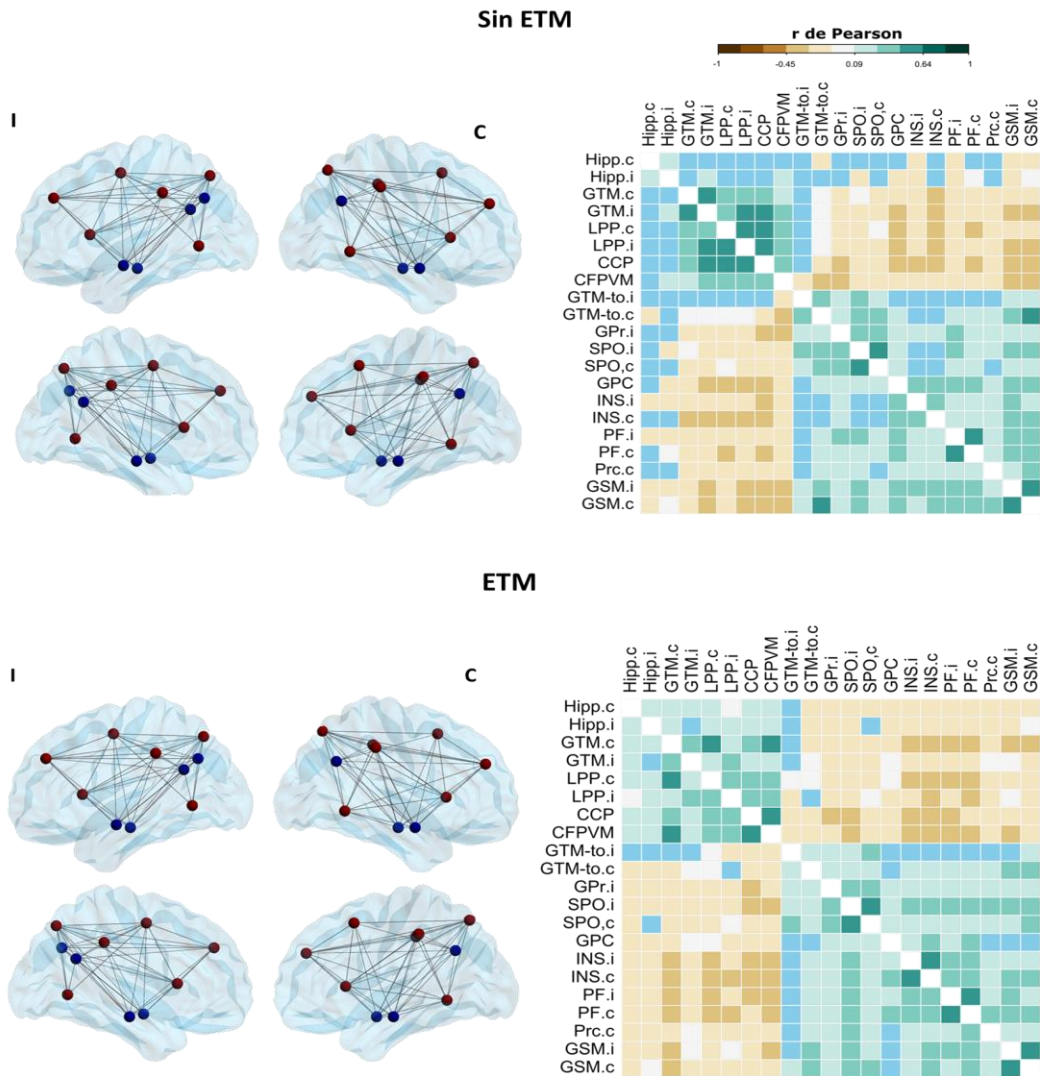 Sin ETM
r de Pearson
-1 -0.45 0.09 0.64 1
I
C
Hipp.c Hipp.i GTM.c GTM.i LPP.c LPP.i CCP CFPVM GTM-to.i GTM-to.c GPr.i SPO.i SPO,c GPC INS.i INS.c PF.i PF.c Prc.c GSM.i GSM.c
Hipp.c
Hipp.i
GTM.c
GTM.i
LPP.c
LPP.i
CCP
CFPVM
GTM-to.i
GTM-to.c
GPr.i
SPO.i
SPO,c
GPC
INS.i
INS.c
PF.i
PF.c
Prc.c
GSM.i
GSM.c
ETM
I
C
Hipp.c Hipp.i GTM.c GTM.i LPP.c LPP.i CCP CFPVM GTM-to.i GTM-to.c GPr.i SPO.i SPO,c GPC INS.i INS.c PF.i PF.c Prc.c GSM.i GSM.c
Hipp.c
Hipp.i
GTM.c
GTM.i
LPP.c
LPP.i
CCP
CFPVM
GTM-to.i
GTM-to.c
GPr.i
SPO.i
SPO,c
GPC
INS.i
INS.c
PF.i
PF.c
Prc.c
GSM.i
GSM.c